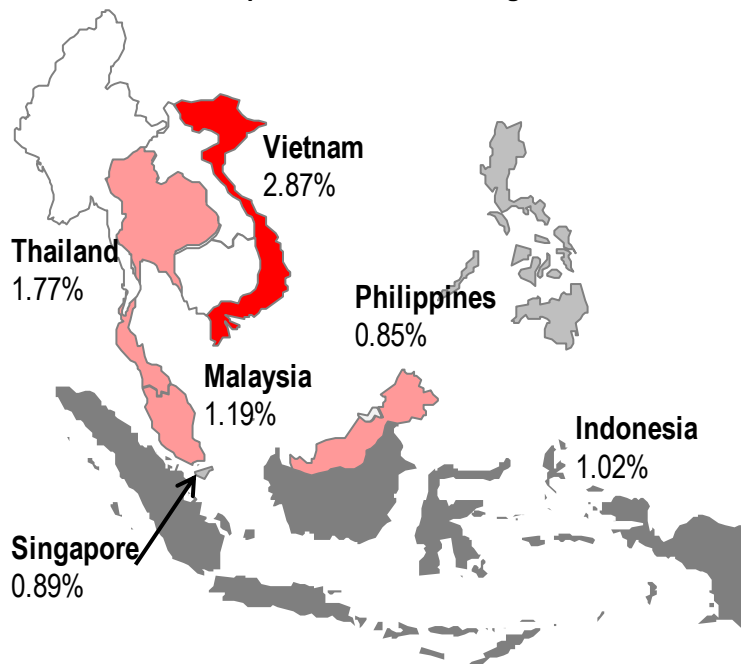 Vietnam
2.87%
Thailand
1.77%
Philippines
0.85%
Malaysia
1.19%
Indonesia
1.02%
Singapore
0.89%